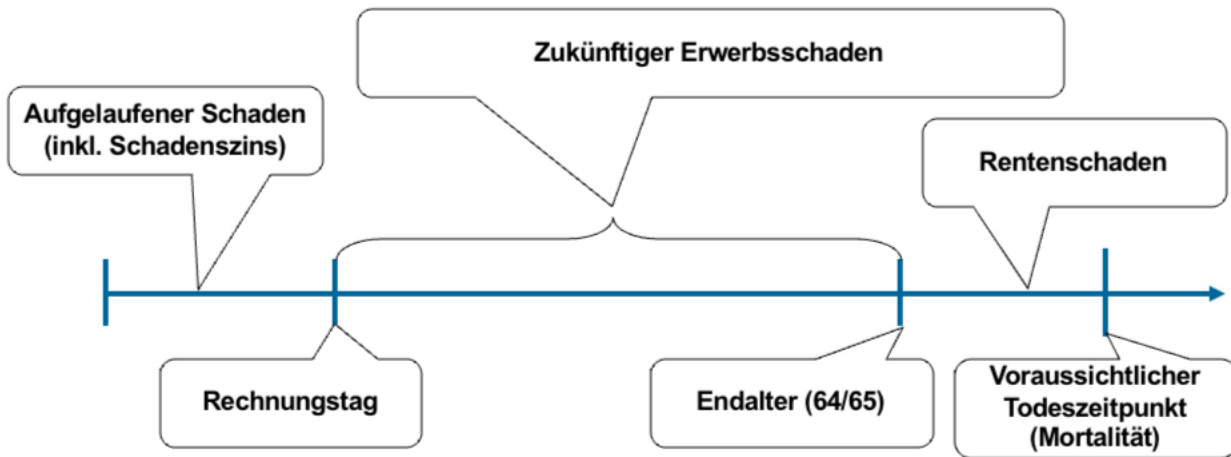 Zukünftiger Erwerbsschaden
Aufgelaufener Schaden
(inkl. Schadenszins)
Rentenschaden
Rechnungstag
Endalter (64/65)
Voraussichtlicher
Todeszeitpunkt
(Mortalität)